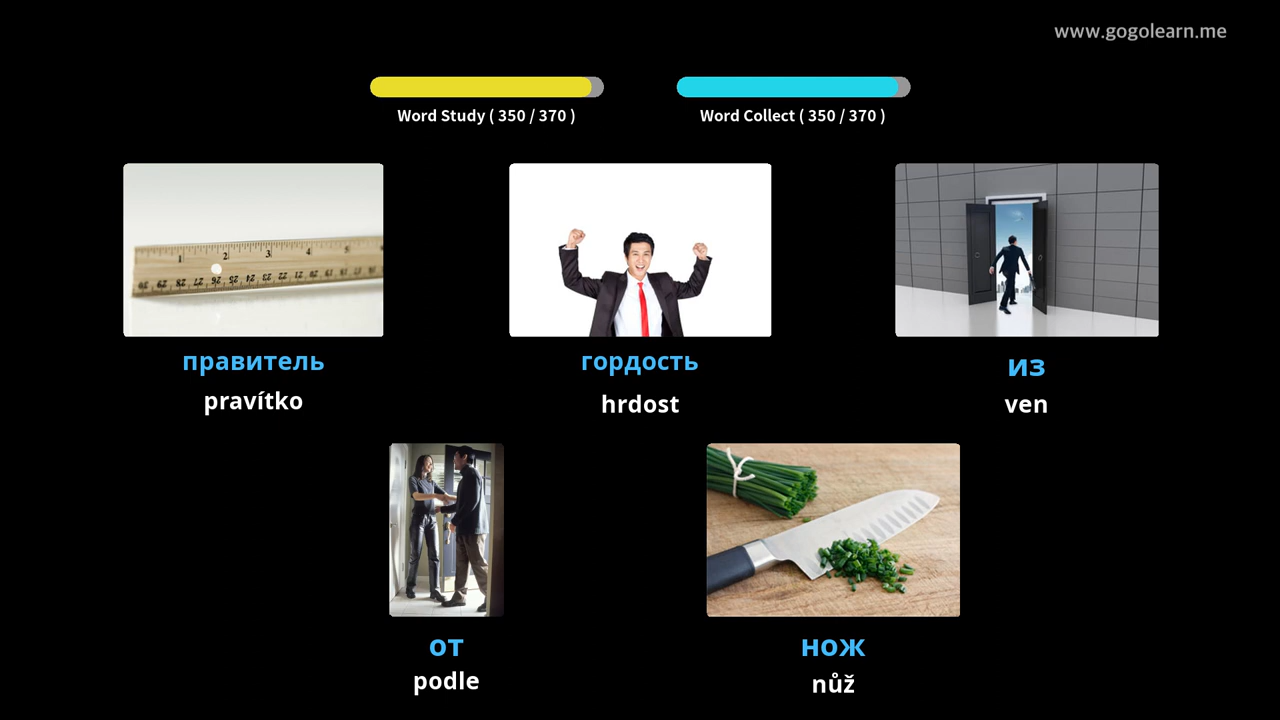 www.gogolearn.me
Word Study ( 350 / 370 )
Word Collect ( 350 / 370 )
правитель
pravítko
гордость
hrdost
из
ven
от
podle
нож
nůž